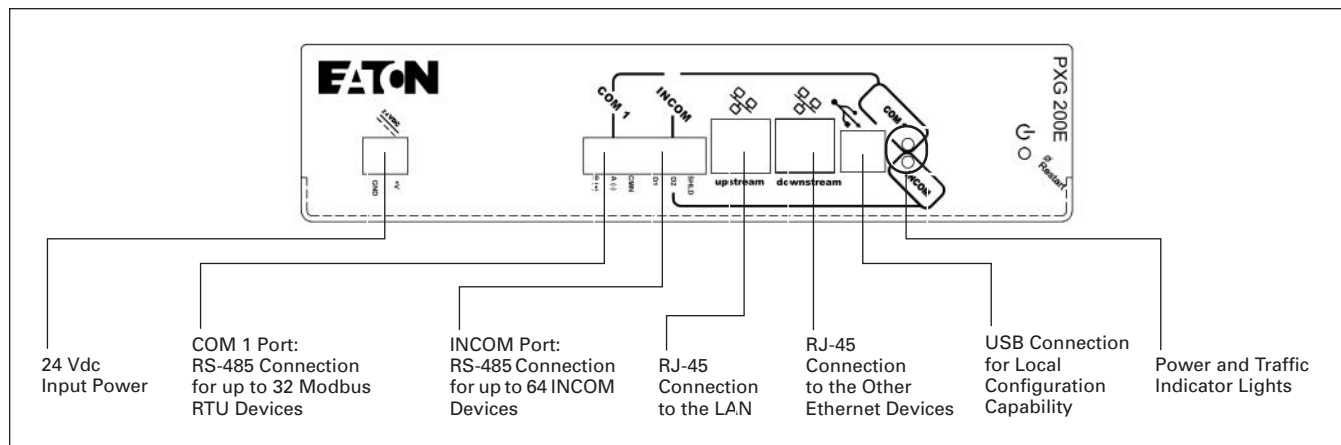 EATON
24VDC
GND
+V
COM 1
INCOM
B (+)
A (-)
CMN
D1
D2
SHLD
upstream
downstream
COM
INCOM
PXG 200E
Restart
24 Vdc
Input Power
COM 1 Port:
RS-485 Connection
for up to 32 Modbus
RTU Devices
INCOM Port:
RS-485 Connection
for up to 64 INCOM
Devices
RJ-45
Connection
to the LAN
RJ-45
Connection
to the Other
Ethernet Devices
USB Connection
for Local
Configuration
Capability
Power and Traffic
Indicator Lights